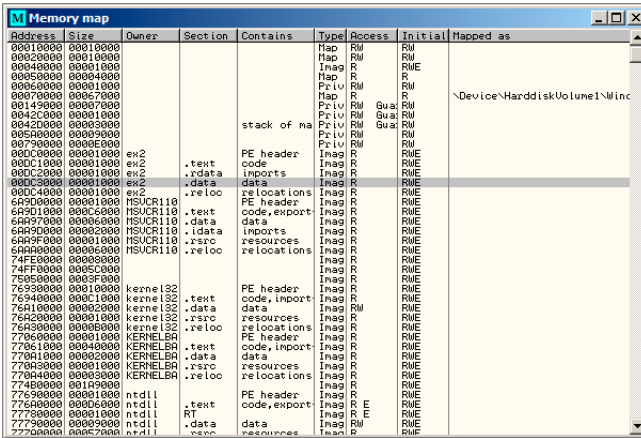 M Memory map
Address Size Owner Section Contains Type Access Initial Mapped as
00010000 00010000 Map RW RW
00020000 00010000 Map RW RW
00040000 00001000 Imag R RWE
00050000 00004000 Map R R
00060000 00001000 Priv RW RW
00070000 00067000 Map R R \Device\HarddiskVolume1\Winc
00149000 00007000 Priv RW Gua RW
0042C000 00001000 Priv RW Gua RW
0042D000 00003000 stack of ma Priv RW Gua RW
005A0000 00009000 Priv RW RW
00790000 0000E000 Priv RW RW
00DC0000 00001000 ex2 PE header Imag R RWE
00DC1000 00001000 ex2 .text code Imag R RWE
00DC2000 00001000 ex2 .rdata imports Imag R RWE
00DC3000 00001000 ex2 .data data Imag R RWE
00DC4000 00001000 ex2 .reloc relocations Imag R RWE
6A9D0000 00001000 MSVCR110 PE header Imag R RWE
6A9D1000 000C6000 MSVCR110 .text code,export Imag R RWE
6AA97000 00006000 MSVCR110 .data data Imag R RWE
6AA9D000 00002000 MSVCR110 .idata imports Imag R RWE
6AA9F000 00001000 MSVCR110 .rsrc resources Imag R RWE
6AAA0000 00006000 MSVCR110 .reloc relocations Imag R RWE
74FE0000 00008000 Imag R RWE
74FF0000 0005C000 Imag R RWE
75050000 0003F000 Imag R RWE
76930000 00010000 kernel32 PE header Imag R RWE
76940000 000C1000 kernel32 .text code,import Imag R RWE
76A10000 00002000 kernel32 .data data Imag RW RWE
76A20000 00001000 kernel32 .rsrc resources Imag R RWE
76A30000 0000B000 kernel32 .reloc relocations Imag R RWE
77060000 00001000 KERNELBA PE header Imag R RWE
77061000 00040000 KERNELBA .text code,import Imag R RWE
770A1000 00002000 KERNELBA .data data Imag R RWE
770A3000 00001000 KERNELBA .rsrc resources Imag R RWE
770A4000 00003000 KERNELBA .reloc relocations Imag R RWE
774B0000 001A9000 Imag R RWE
77690000 00001000 ntdll PE header Imag R RWE
776A0000 000D6000 ntdll .text code,export Imag R E RWE
77780000 00001000 ntdll RT Imag R E RWE
77790000 00009000 ntdll .data data Imag RW RWE
777A0000 00057000 ntdll .rsrc resources Imag R RWE